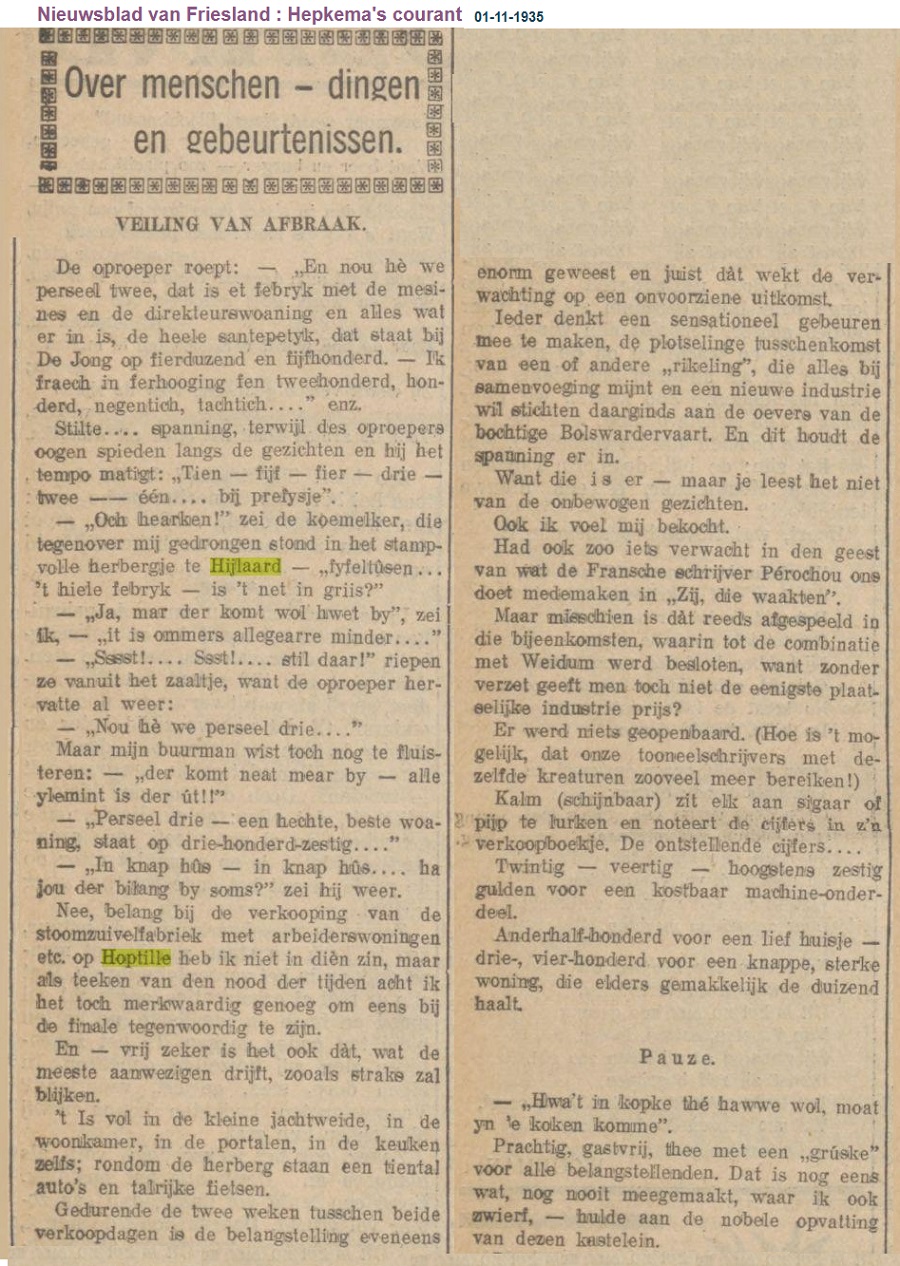 Nieuwsblad van Friesland : Hepkema's courant 01-11-1935
Over menschen – dingen
en gebeurtenissen.
VEILING VAN AFBRAAK.
De oproeper roept: — „En nou hè we
perseel twee, dat is et febryk met de mesi-
nes en de direkteurswoaning en alles wat
er in is, de heele santepetyk, dat staat bij
De Jong op fierduzend en fijfhonderd. — Ik
fraech in ferhooging fen tweehonderd, hon-
derd, negentich, tachtich....” enz.
Stilte.... spanning, terwijl des oproepers
oogen spieden langs de gezichten en hij het
tempo matigt: „Tien — fijf — fier — drie —
twee —— één.... bij prefysje”.
— „Och hearken!” zei de koemelker, die
tegenover mij gedrongen stond in het stamp-
volle herbergje te Hijlaard — „fyfeltûsen...
't hiele febryk — is 't net in griis?”
— „Ja, mar der komt wol hwet by”, zei
ik, — „it is ommers allegearre minder....”
— „Sssst!.... Ssst!.... stil daar!” riepen
ze vanuit het zaaltje, want de oproeper her-
vatte al weer:
— „Nou hè we perseel drie....”
Maar mijn buurman wist toch nog te fluis-
teren: — „der komt neat mear by — alle
ylemint is der út!!”
— „Perseel drie — een hechte, beste woa-
ning, staat op drie-honderd-zestig....”
— „In knap hûs — in knap hûs.... ha
jou der bilang by soms?” zei hij weer.
Nee, belang bij de verkooping van de
stoomzuivelfabriek met arbeiderswoningen
etc. op Hoptille heb ik niet in dièn zin, maar
als teeken van den nood der tijden acht ik
het toch merkwaardig genoeg om eens bij
de finale tegenwoordig te zijn.
En — vrij zeker is het ook dàt, wat de
meeste aanwezigen drijft, zooals straks zal
blijken.
't Is vol in de kleine jachtweide, in de
woonkamer, in de portalen, in de keuken
zelfs; rondom de herberg staan een tiental
auto's en talrijke fietsen.
Gedurende de twee weken tusschen beide
verkoopdagen is de belangstelling eveneens
enorm geweest en juist dàt wekt de ver-
wachting op een onvoorziene uitkomst.
Ieder denkt een sensationeel gebeuren
mee te maken, de plotselinge tusschenkomst
van een of andere „rikeling”, die alles bij
samenvoeging mijnt en een nieuwe industrie
wil stichten daarginds aan de oevers van de
bochtige Bolswardervaart. En dit houdt de
spanning er in.
Want die is er — maar je leest het niet
van de onbewogen gezichten.
Ook ik voel mij bekocht.
Had ook zoo iets verwacht in den geest
van wat de Fransche schrijver Pérochou ons
doet medemaken in „Zij, die waakten”.
Maar misschien is dàt reeds afgespeeld in
die bijeenkomsten, waarin tot de combinatie
met Weidum werd besloten, want zonder
verzet geeft men toch niet de eenigste plaat-
selijke industrie prijs?
Er werd niets geopenbaard. (Hoe is 't mo-
gelijk, dat onze tooneelschrijvers met de-
zelfde kreaturen zooveel meer bereiken!)
Kalm (schijnbaar) zit elk aan sigaar of
pijp te lurken en noteert de cijfers in z'n
verkoopboekje. De ontstellende cijfers....
Twintig — veertig — hoogstens zestig
gulden voor een kostbaar machine-onder-
deel.
Anderhalf-honderd voor een lief huisje —
drie-, vier-honderd voor een knappe, sterke
woning, die elders gemakkelijk de duizend
haalt.
Pauze.
— „Hwa't in kopke thé hawwe wol, moat
yn 'e koken komme”.
Prachtig, gastvrij, thee met een „grúske”
voor alle belangstellenden. Dat is nog eens
wat, nog nooit meegemaakt, waar ik ook
zwierf, — hulde aan de nobele opvatting
van dezen kastelein.